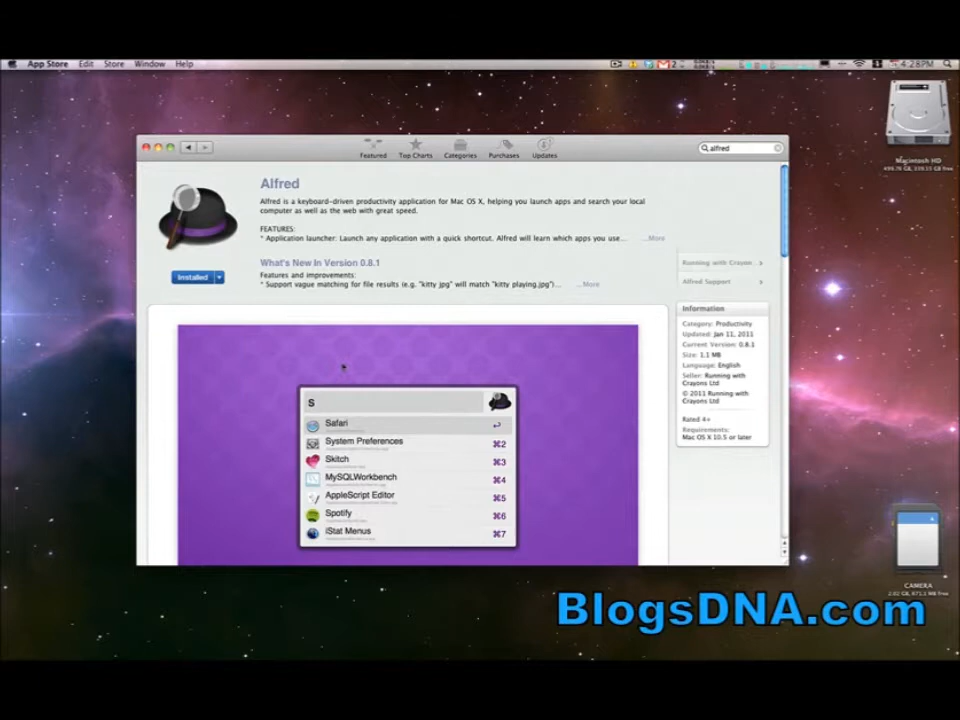 App Store Edit Store Window Help
2
4:28PM
Featured Top Charts Categories Purchases Updates
alfred
Macintosh HD
Alfred
Alfred is a keyboard-driven productivity application for Mac OS X, helping you launch apps and search your local
computer as well as the web with great speed.
FEATURES:
* Application launcher: Launch any application with a quick shortcut. Alfred will learn which apps you use...
...More
Installed
What's New In Version 0.8.1
Features and improvements:
* Support vague matching for file results (e.g. "kitty jpg" will match "kitty playing.jpg")...
...More
Running with Crayons
Alfred Support
Information
Category: Productivity
Updated: Jan 11, 2011
Current Version: 0.8.1
Size: 1.1 MB
Language: English
Seller: Running with
Crayons Ltd
© 2011 Running with
Crayons Ltd
Rated 4+
Requirements:
Mac OS X 10.5 or later
S
Safari
System Preferences ⌘2
Skitch ⌘3
MySQLWorkbench ⌘4
AppleScript Editor ⌘5
Spotify ⌘6
iStat Menus ⌘7
CAMERA
BlogsDNA.com